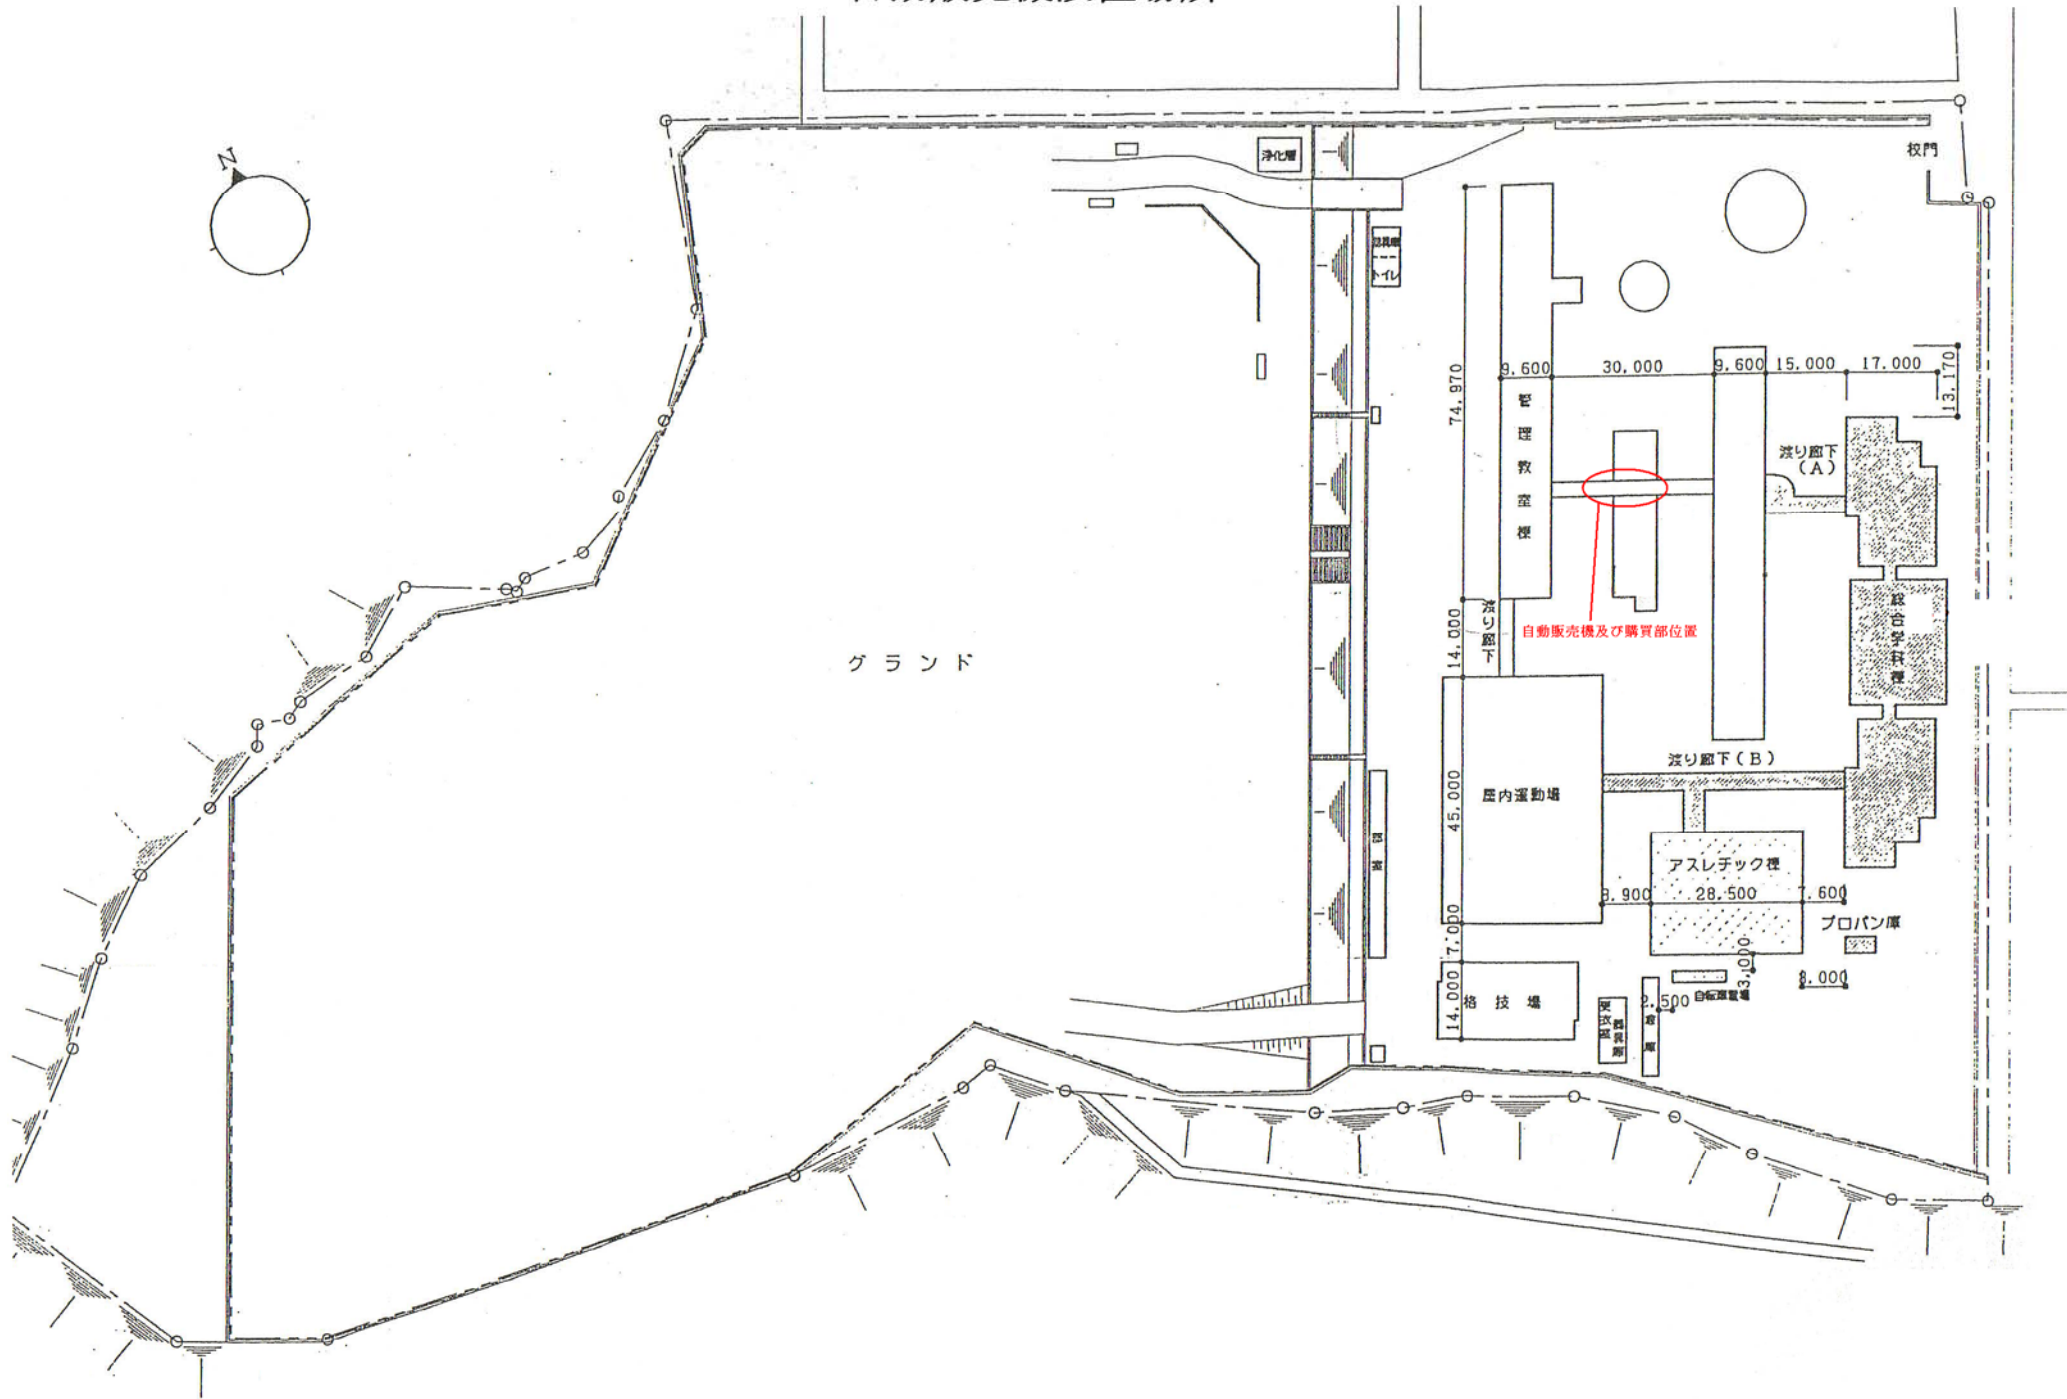 N
浄化層
校門
トイレ
9.600
30.000
9.600
15.000
17.000
13.170
74.970
管理教室棟
渡り廊下
(A)
総合学科棟
自動販売機及び購買部位置
渡り廊下
14.000
グランド
渡り廊下(B)
屋内運動場
45.000
アスレチック棟
28.500
7.600
プロパン庫
7.000
3.000
8.000
14.000
格技場
2.500
自転車置場
更衣室
器具庫
倉庫